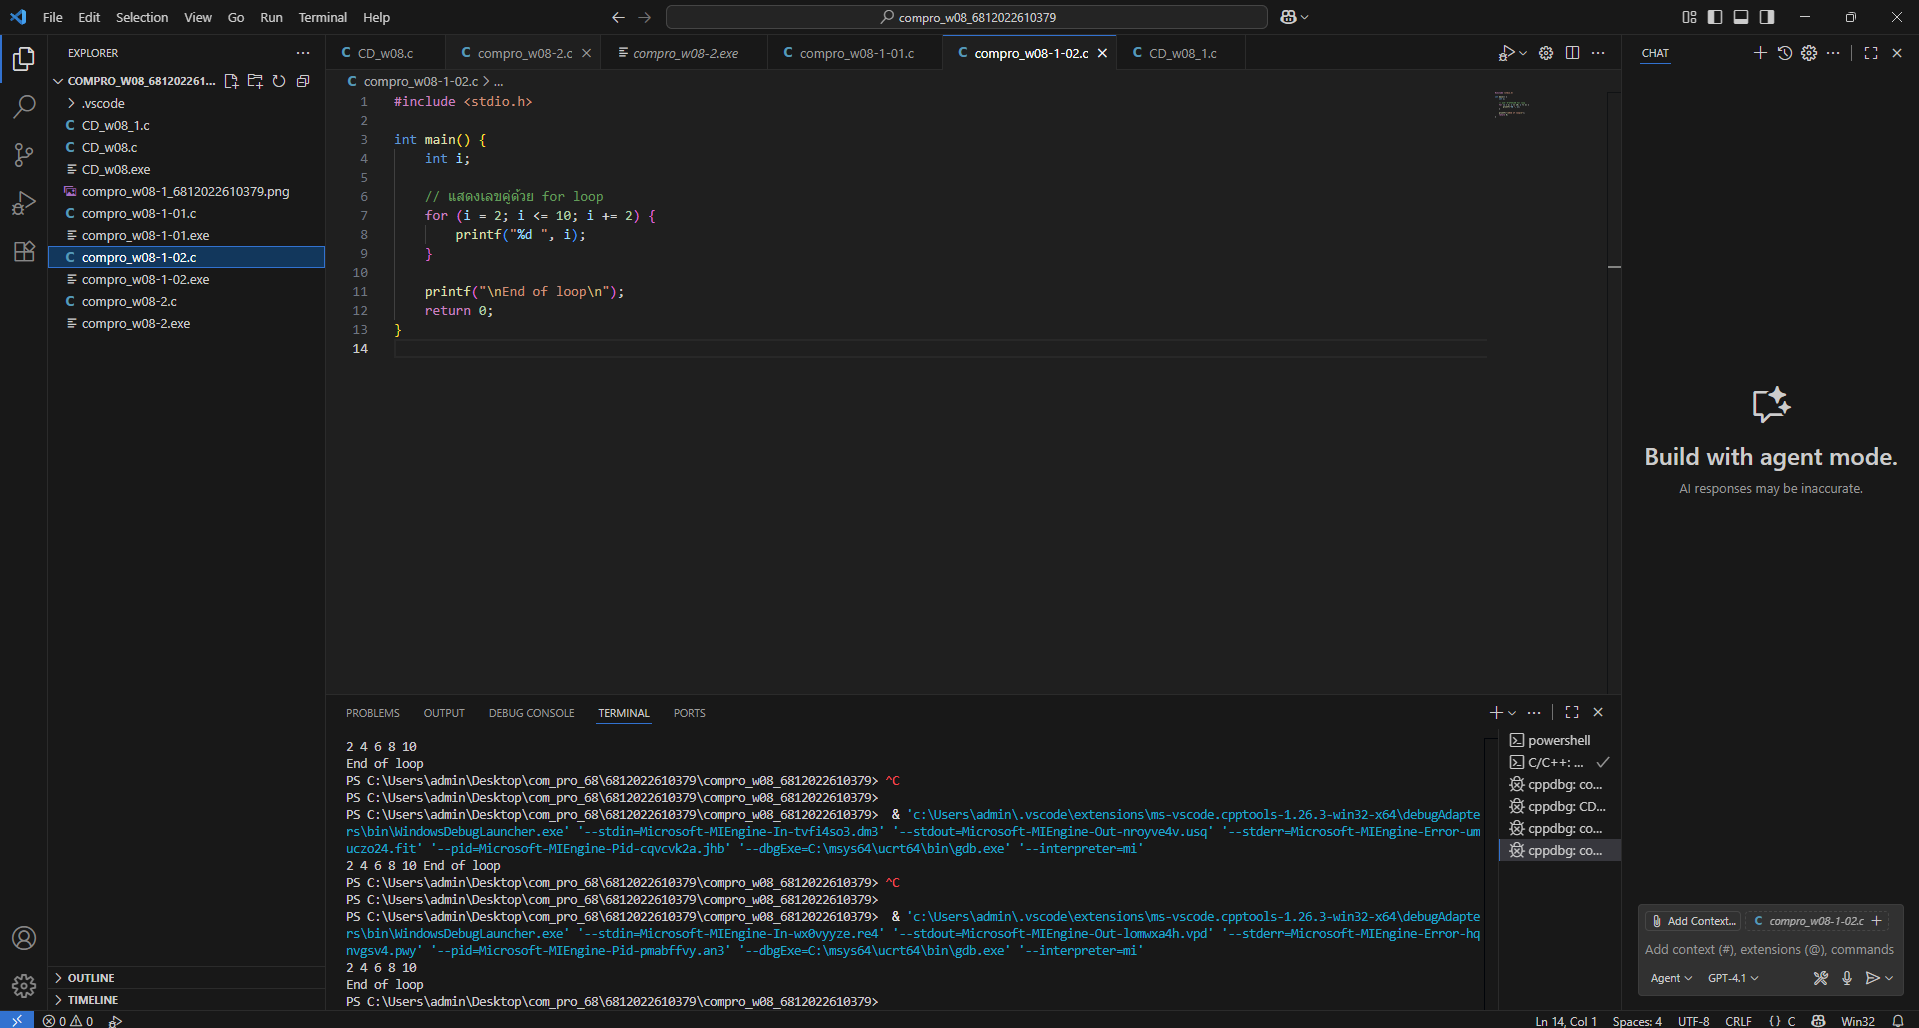 File Edit Selection View Go Run Terminal Help
compro_w08_6812022610379
EXPLORER
COMPRO_W08_681202261...
.vscode
CD_w08_1.c
CD_w08.c
CD_w08.exe
compro_w08-1_6812022610379.png
compro_w08-1-01.c
compro_w08-1-01.exe
compro_w08-1-02.c
compro_w08-1-02.exe
compro_w08-2.c
compro_w08-2.exe
OUTLINE
TIMELINE
CD_w08.c compro_w08-2.c compro_w08-2.exe compro_w08-1-01.c compro_w08-1-02.c CD_w08_1.c
compro_w08-1-02.c > ...
1 #include <stdio.h>
2
3 int main() {
4 int i;
5
6 // แสดงเลขคู่ด้วย for loop
7 for (i = 2; i <= 10; i += 2) {
8 printf("%d ", i);
9 }
10
11 printf("\nEnd of loop\n");
12 return 0;
13 }
14
PROBLEMS OUTPUT DEBUG CONSOLE TERMINAL PORTS
2 4 6 8 10
End of loop
PS C:\Users\admin\Desktop\com_pro_68\6812022610379\compro_w08_6812022610379> ^C
PS C:\Users\admin\Desktop\com_pro_68\6812022610379\compro_w08_6812022610379>
PS C:\Users\admin\Desktop\com_pro_68\6812022610379\compro_w08_6812022610379> & 'c:\Users\admin\.vscode\extensions\ms-vscode.cpptools-1.26.3-win32-x64\debugAdapte
rs\bin\WindowsDebugLauncher.exe' '--stdin=Microsoft-MIEngine-In-tvfi4so3.dm3' '--stdout=Microsoft-MIEngine-Out-nroyve4v.usq' '--stderr=Microsoft-MIEngine-Error-um
uczo24.fit' '--pid=Microsoft-MIEngine-Pid-cqvcvk2a.jhb' '--dbgExe=C:\msys64\ucrt64\bin\gdb.exe' '--interpreter=mi'
2 4 6 8 10 End of loop
PS C:\Users\admin\Desktop\com_pro_68\6812022610379\compro_w08_6812022610379> ^C
PS C:\Users\admin\Desktop\com_pro_68\6812022610379\compro_w08_6812022610379>
PS C:\Users\admin\Desktop\com_pro_68\6812022610379\compro_w08_6812022610379> & 'c:\Users\admin\.vscode\extensions\ms-vscode.cpptools-1.26.3-win32-x64\debugAdapte
rs\bin\WindowsDebugLauncher.exe' '--stdin=Microsoft-MIEngine-In-wx0vyyze.re4' '--stdout=Microsoft-MIEngine-Out-lomwxa4h.vpd' '--stderr=Microsoft-MIEngine-Error-hq
nvgsv4.pwy' '--pid=Microsoft-MIEngine-Pid-pmabffvy.an3' '--dbgExe=C:\msys64\ucrt64\bin\gdb.exe' '--interpreter=mi'
2 4 6 8 10
End of loop
PS C:\Users\admin\Desktop\com_pro_68\6812022610379\compro_w08_6812022610379>
powershell
C/C++: ...
cppdbg: co...
cppdbg: CD...
cppdbg: co...
cppdbg: co...
CHAT
Build with agent mode.
AI responses may be inaccurate.
Add Context... compro_w08-1-02.c
Add context (#), extensions (@), commands
Agent GPT-4.1
0 0
Ln 14, Col 1 Spaces: 4 UTF-8 CRLF {} C Win32